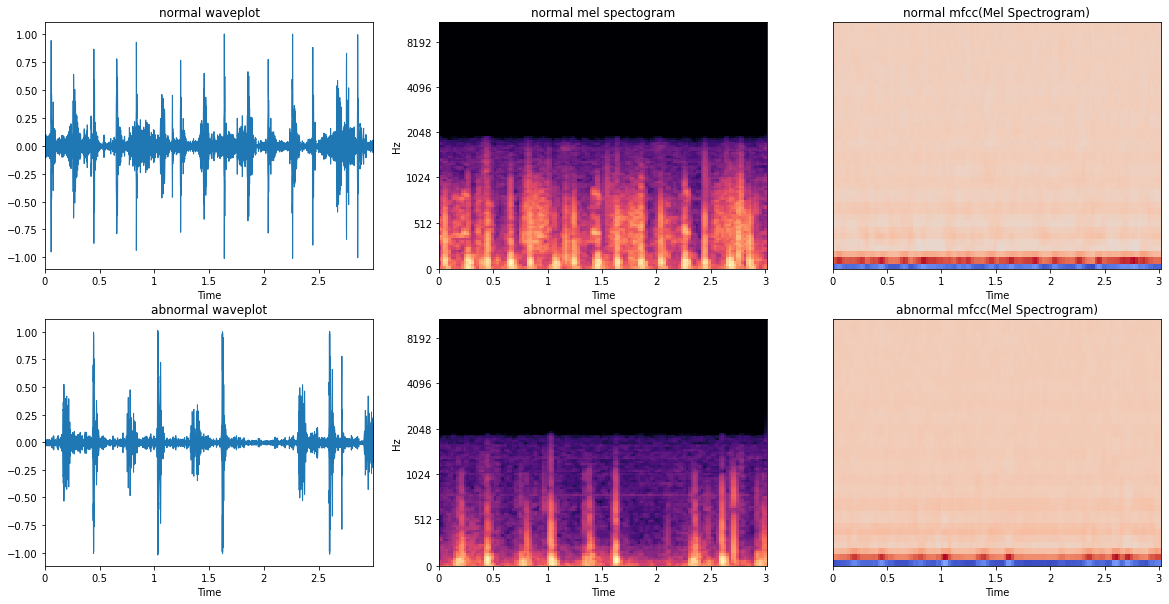 normal waveplot
1.00
0.75
0.50
0.25
0.00
−0.25
−0.50
−0.75
−1.00
0 0.5 1 1.5 2 2.5
Time
normal mel spectogram
8192
4096
2048
1024
512
0
Hz
0 0.5 1 1.5 2 2.5 3
Time
normal mfcc(Mel Spectrogram)
0 0.5 1 1.5 2 2.5 3
Time
abnormal waveplot
1.00
0.75
0.50
0.25
0.00
−0.25
−0.50
−0.75
−1.00
0 0.5 1 1.5 2 2.5
Time
abnormal mel spectogram
8192
4096
2048
1024
512
0
Hz
0 0.5 1 1.5 2 2.5 3
Time
abnormal mfcc(Mel Spectrogram)
0 0.5 1 1.5 2 2.5 3
Time